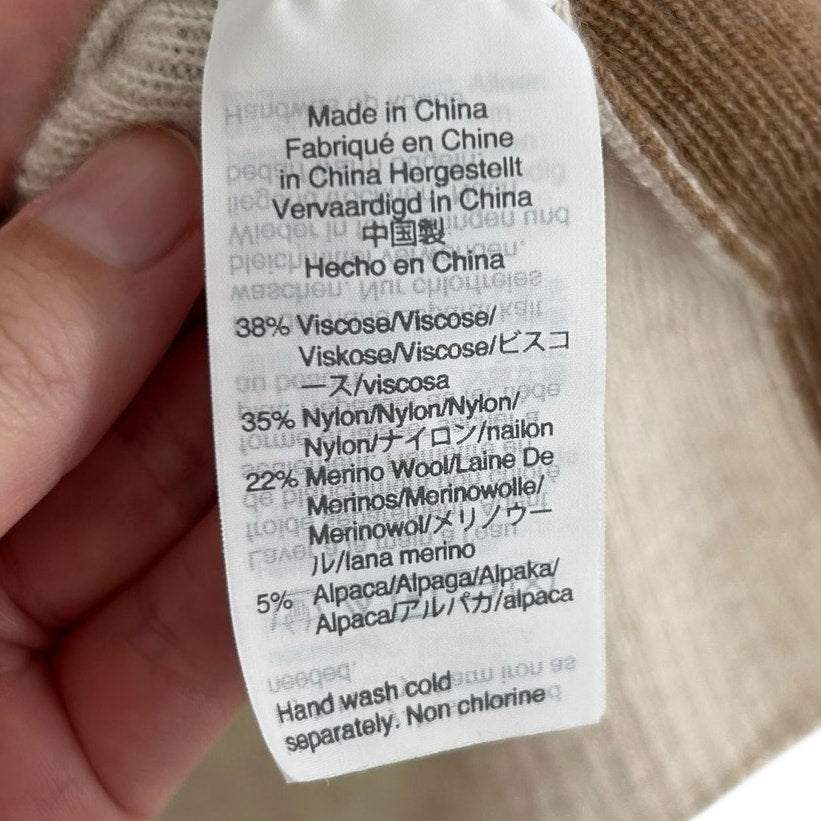 Made in China
Fabriqué en Chine
in China Hergestellt
Vervaardigd in China
中国製
Hecho en China
38% Viscose/Viscose/
Viskose/Viscose/ビスコ
ース/viscosa
35% Nylon/Nylon/Nylon/
Nylon/ナイロン/nailon
22% Merino Wool/Laine De
Merinos/Merinowolle/
Merinowol/メリノウー
ル/lana merino
5% Alpaca/Alpaga/Alpaka/
Alpaca/アルパカ/alpaca
Hand wash cold
separately. Non chlorine